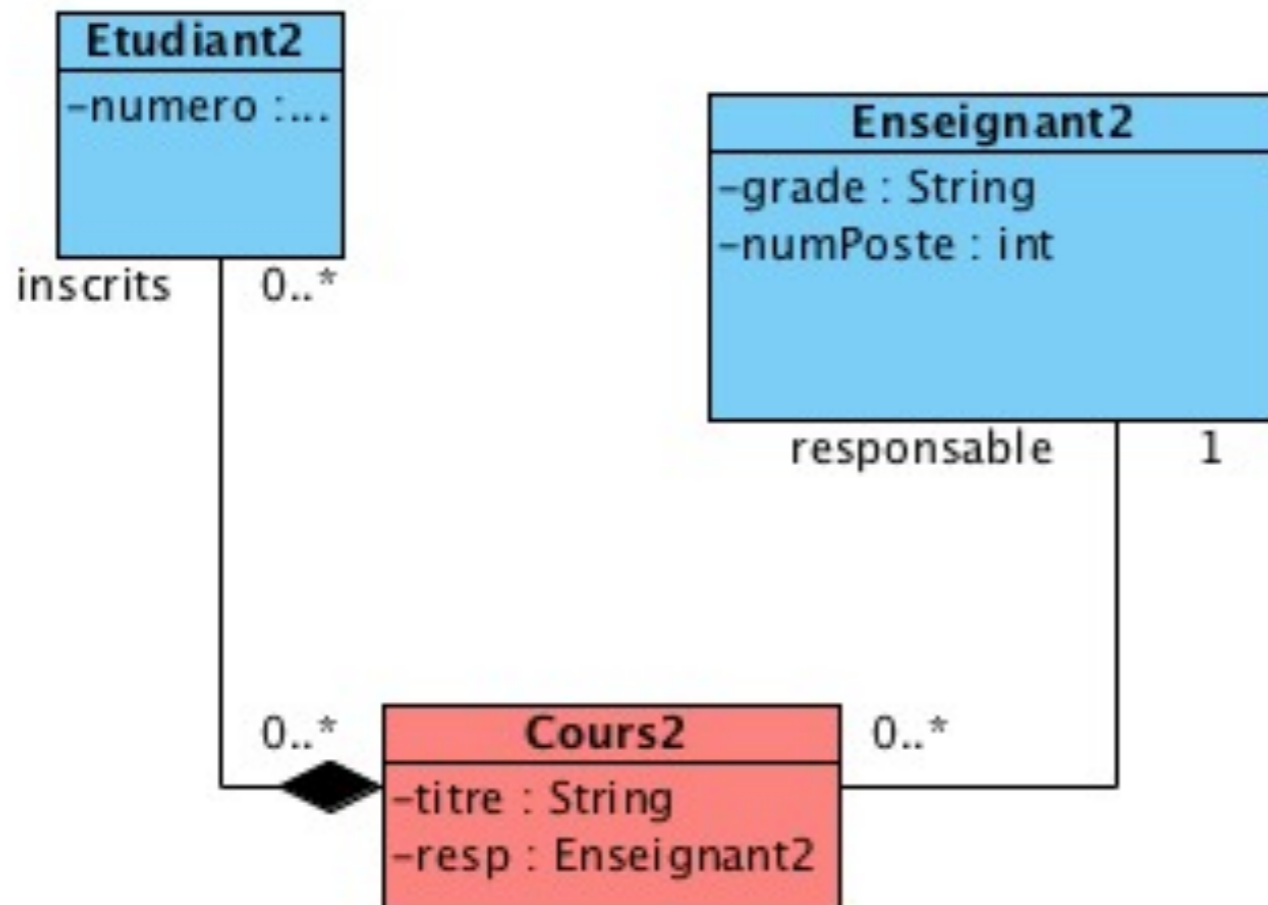 Etudiant2
-numero :...
inscrits 0..*
Enseignant2
-grade : String
-numPoste : int
responsable 1
0..*
Cours2
0..*
-titre : String
-resp : Enseignant2